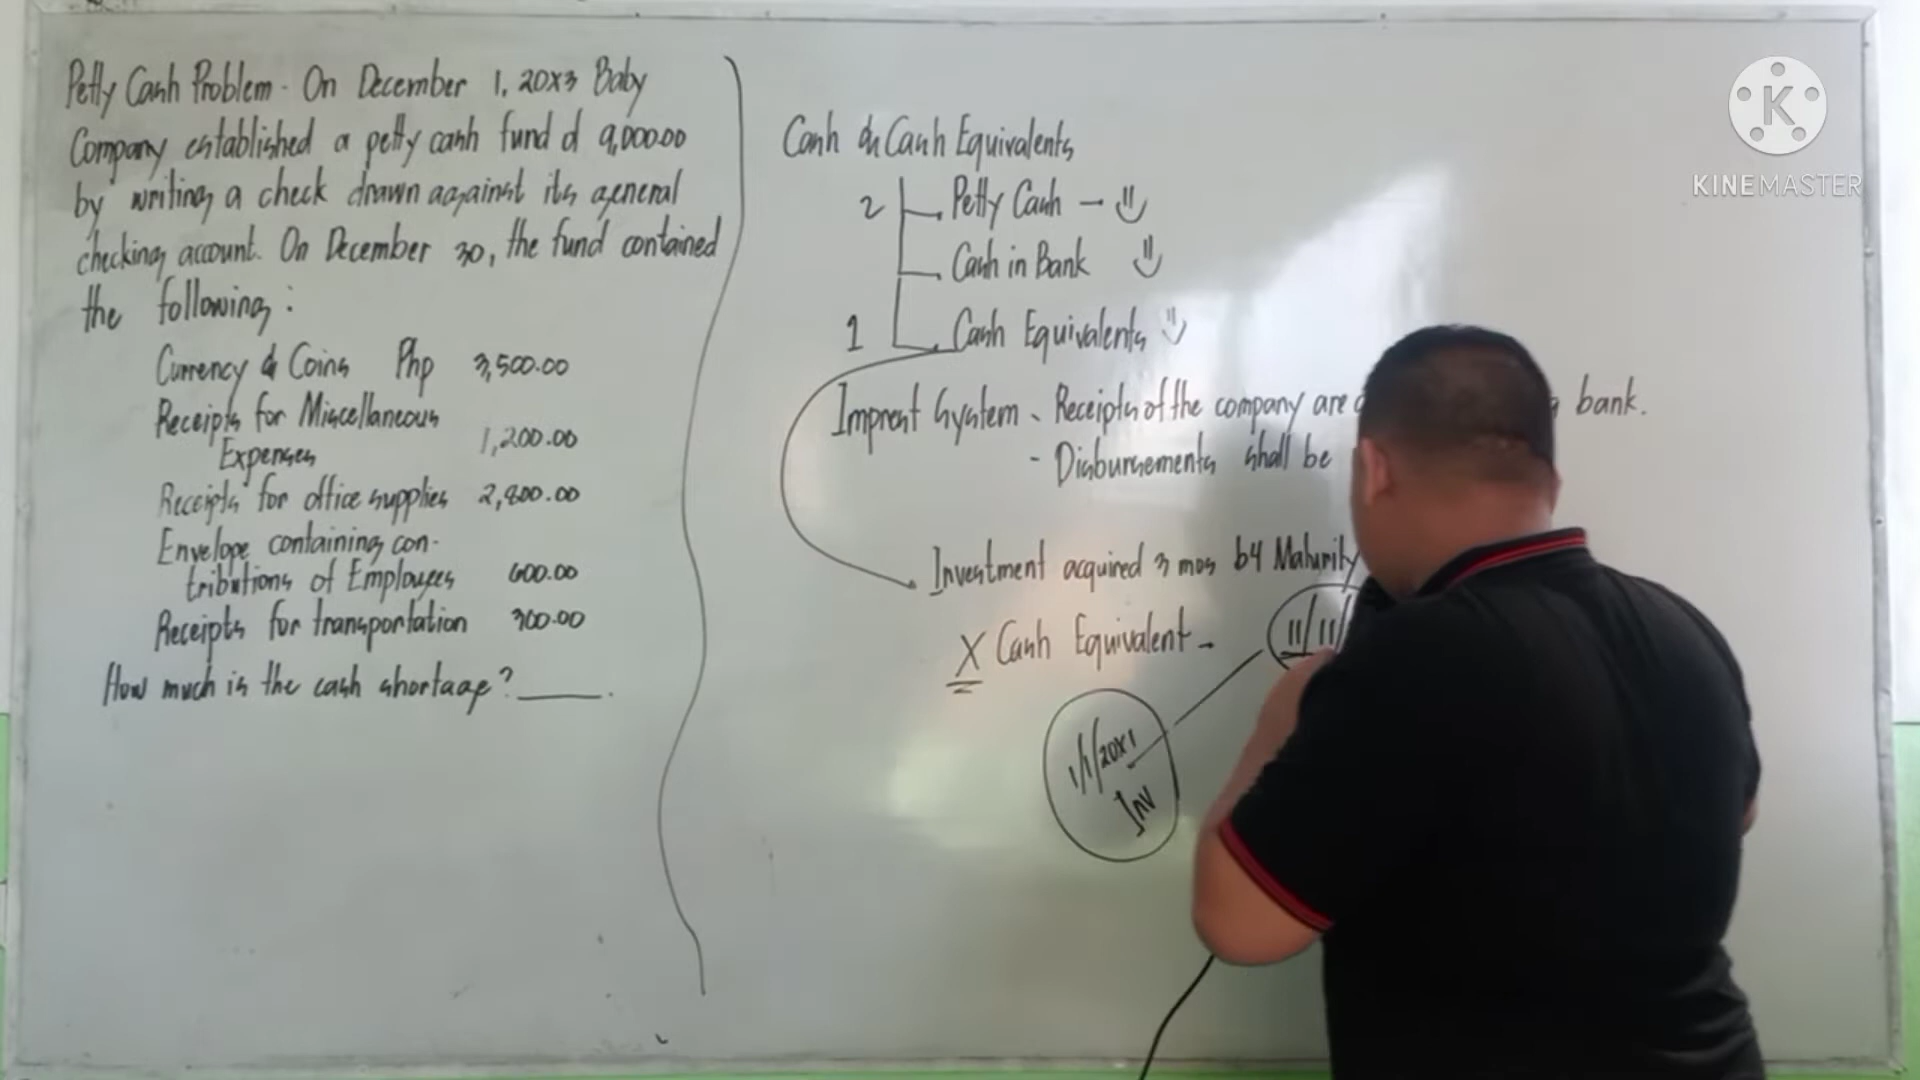 Petty Cash Problem - On December 1, 20x3 Baby
Company established a petty cash fund of 9,000.00
by writing a check drawn against its general
checking account. On December 30, the fund contained
the following:
Currency & Coins Php 3,500.00
Receipts for Miscellaneous
Expenses 1,200.00
Receipts for office supplies 2,800.00
Envelope containing con-
tributions of Employees 600.00
Receipts for transportation 300.00
How much is the cash shortage? ______.
Cash & Cash Equivalents
2 Petty Cash -
Cash in Bank
1 Cash Equivalents
Imprest System - Receipts of the company are bank.
- Disbursements shall be
Investment acquired 3 mos b4 Maturity
X Cash Equivalent -
11/11/
1/1/20x1
Inv
K
KINEMASTER